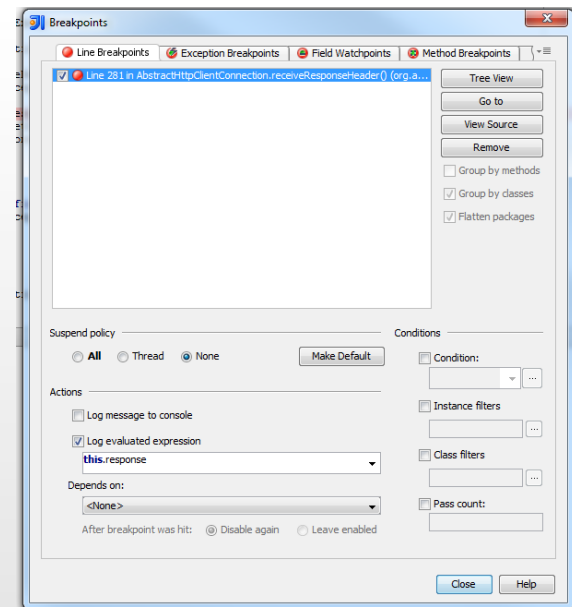 Breakpoints
Line Breakpoints
Exception Breakpoints
Field Watchpoints
Method Breakpoints
Line 281 in AbstractHttpClientConnection.receiveResponseHeader() (org.a...
Tree View
Go to
View Source
Remove
Group by methods
Group by classes
Flatten packages
Suspend policy
All
Thread
None
Make Default
Conditions
Condition:
...
Actions
Log message to console
Instance filters
...
Log evaluated expression
this.response
Class filters
...
Depends on:
<None>
Pass count:
After breakpoint was hit:
Disable again
Leave enabled
Close
Help